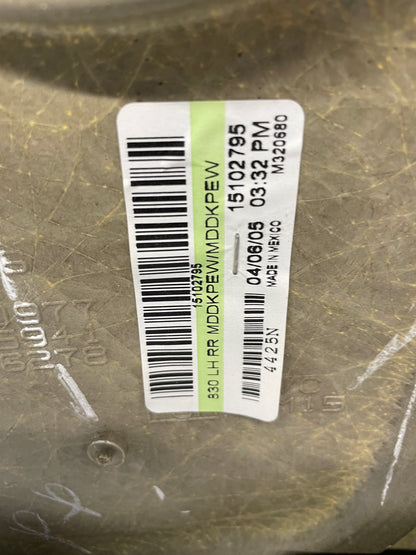 15102795
830 LH RR MDDKPEW/MDDKPEW
15102795
03:32 PM
M320680
04/06/05
MADE IN MEXICO
4425N